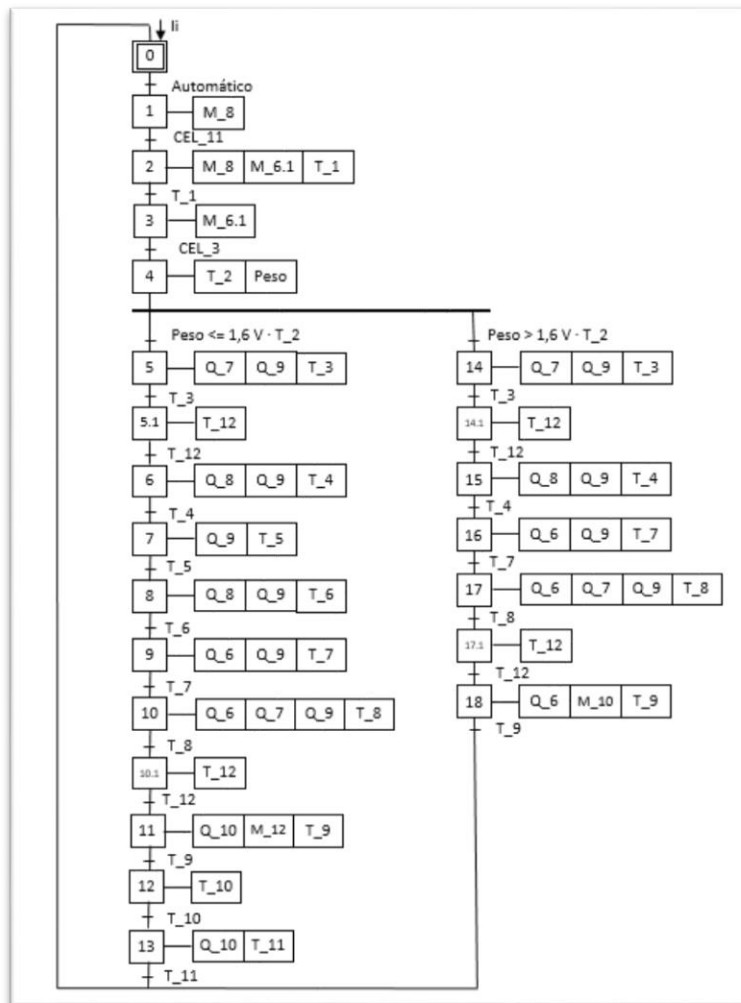 Ii
0
Automático
1 M_8
CEL_11
2 M_8 M_6.1 T_1
T_1
3 M_6.1
CEL_3
4 T_2 Peso
Peso <= 1,6 V · T_2
5 Q_7 Q_9 T_3
T_3
5.1 T_12
T_12
6 Q_8 Q_9 T_4
T_4
7 Q_9 T_5
T_5
8 Q_8 Q_9 T_6
T_6
9 Q_6 Q_9 T_7
T_7
10 Q_6 Q_7 Q_9 T_8
T_8
10.1 T_12
T_12
11 Q_10 M_12 T_9
T_9
12 T_10
T_10
13 Q_10 T_11
T_11
Peso > 1,6 V · T_2
14 Q_7 Q_9 T_3
T_3
14.1 T_12
T_12
15 Q_8 Q_9 T_4
T_4
16 Q_6 Q_9 T_7
T_7
17 Q_6 Q_7 Q_9 T_8
T_8
17.1 T_12
T_12
18 Q_6 M_10 T_9
T_9